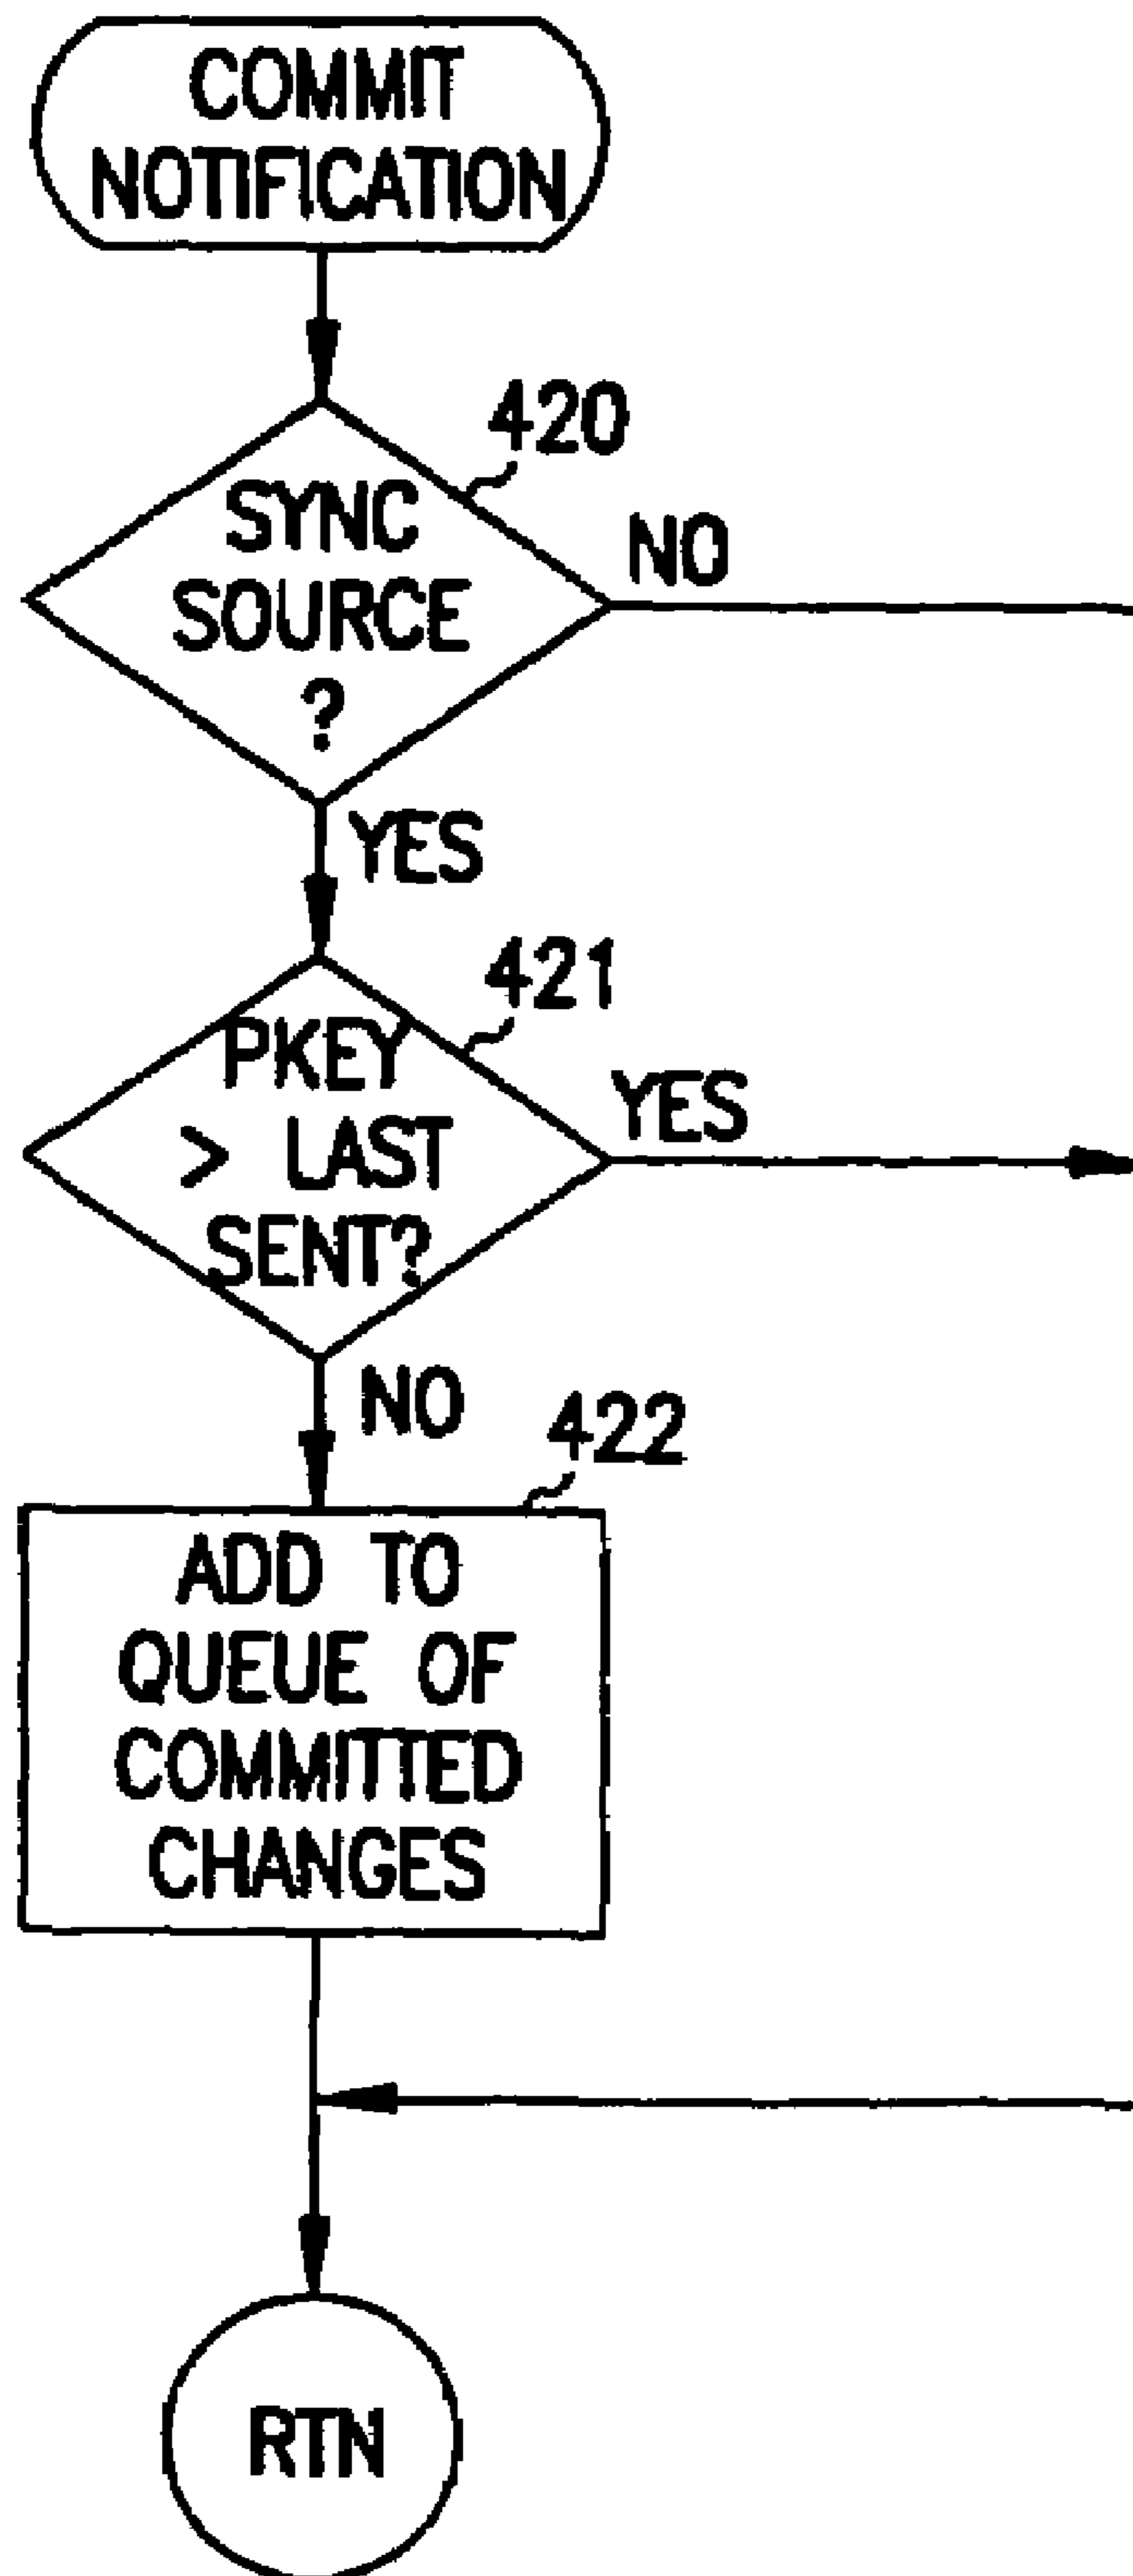 COMMIT
NOTIFICATION
420
SYNC
SOURCE
?
NO
YES
421
PKEY
> LAST
SENT?
YES
NO
422
ADD TO
QUEUE OF
COMMITTED
CHANGES
RTN